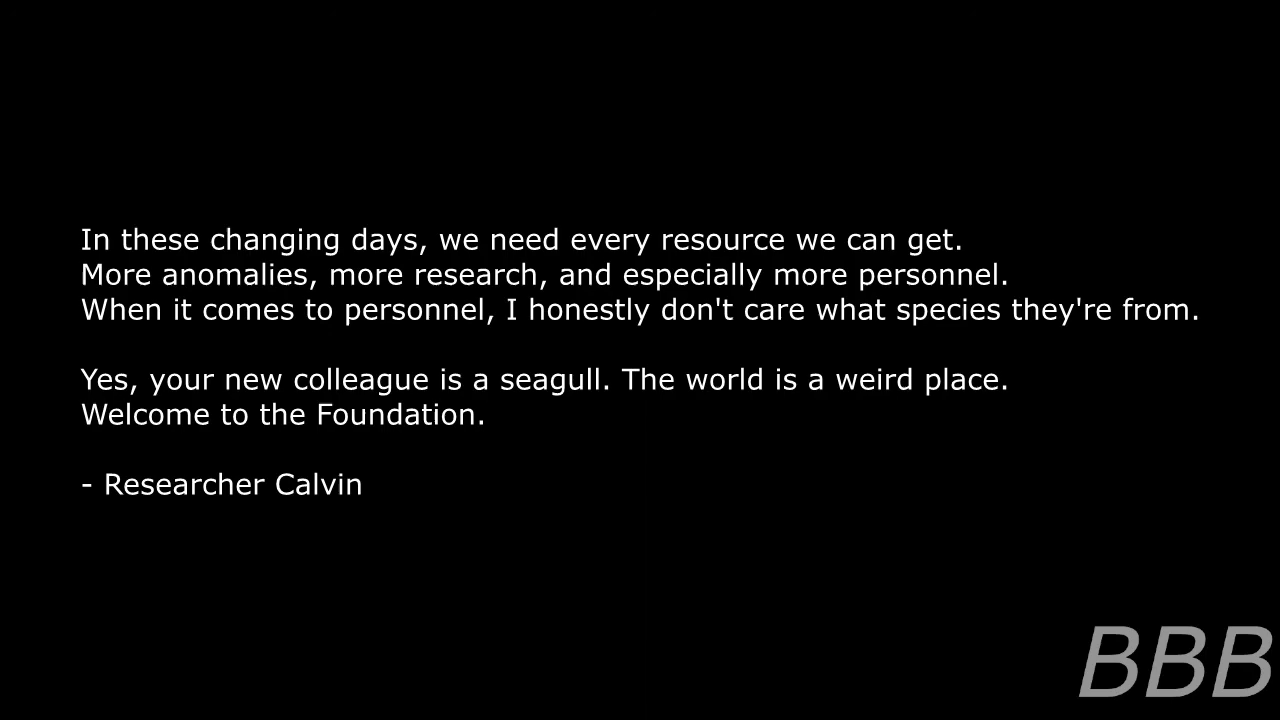 In these changing days, we need every resource we can get.
More anomalies, more research, and especially more personnel.
When it comes to personnel, I honestly don't care what species they're from.
Yes, your new colleague is a seagull. The world is a weird place.
Welcome to the Foundation.
- Researcher Calvin
BBB